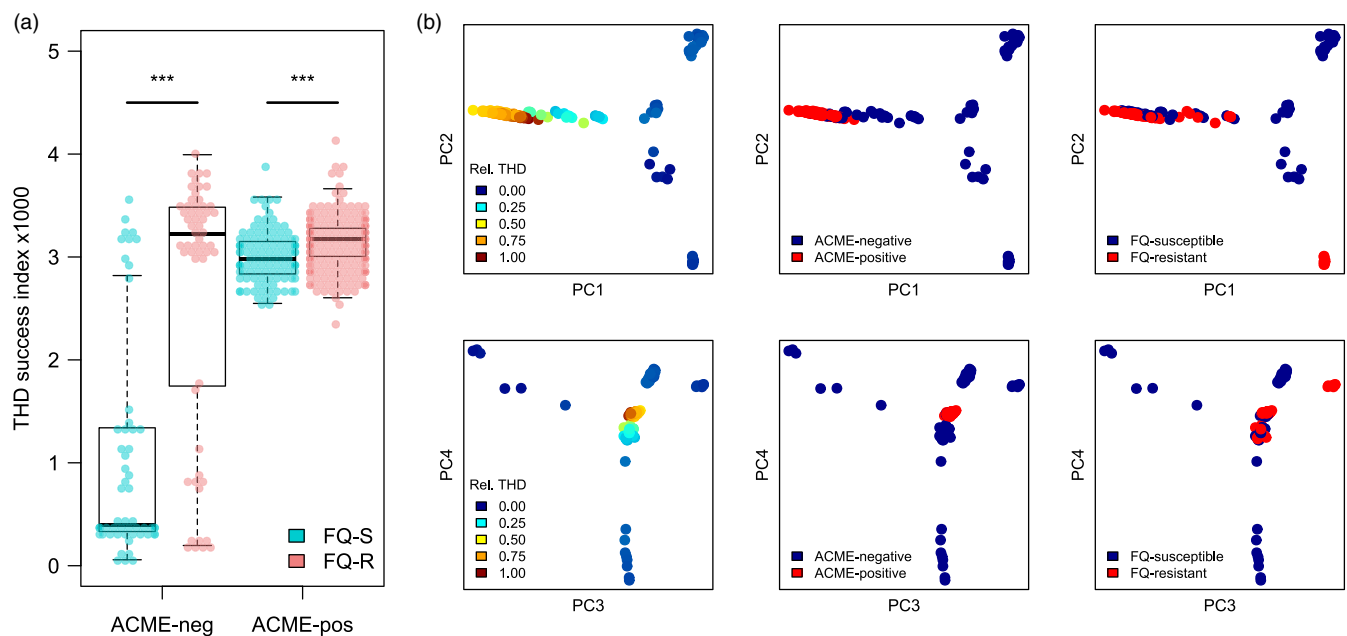 (a)
THD success index x1000
5
4
3
2
1
0
***
***
FQ-S
FQ-R
ACME-neg
ACME-pos
(b)
PC2
Rel. THD
0.00
0.25
0.50
0.75
1.00
PC1
PC2
ACME-negative
ACME-positive
PC1
PC2
FQ-susceptible
FQ-resistant
PC1
PC4
Rel. THD
0.00
0.25
0.50
0.75
1.00
PC3
PC4
ACME-negative
ACME-positive
PC3
PC4
FQ-susceptible
FQ-resistant
PC3